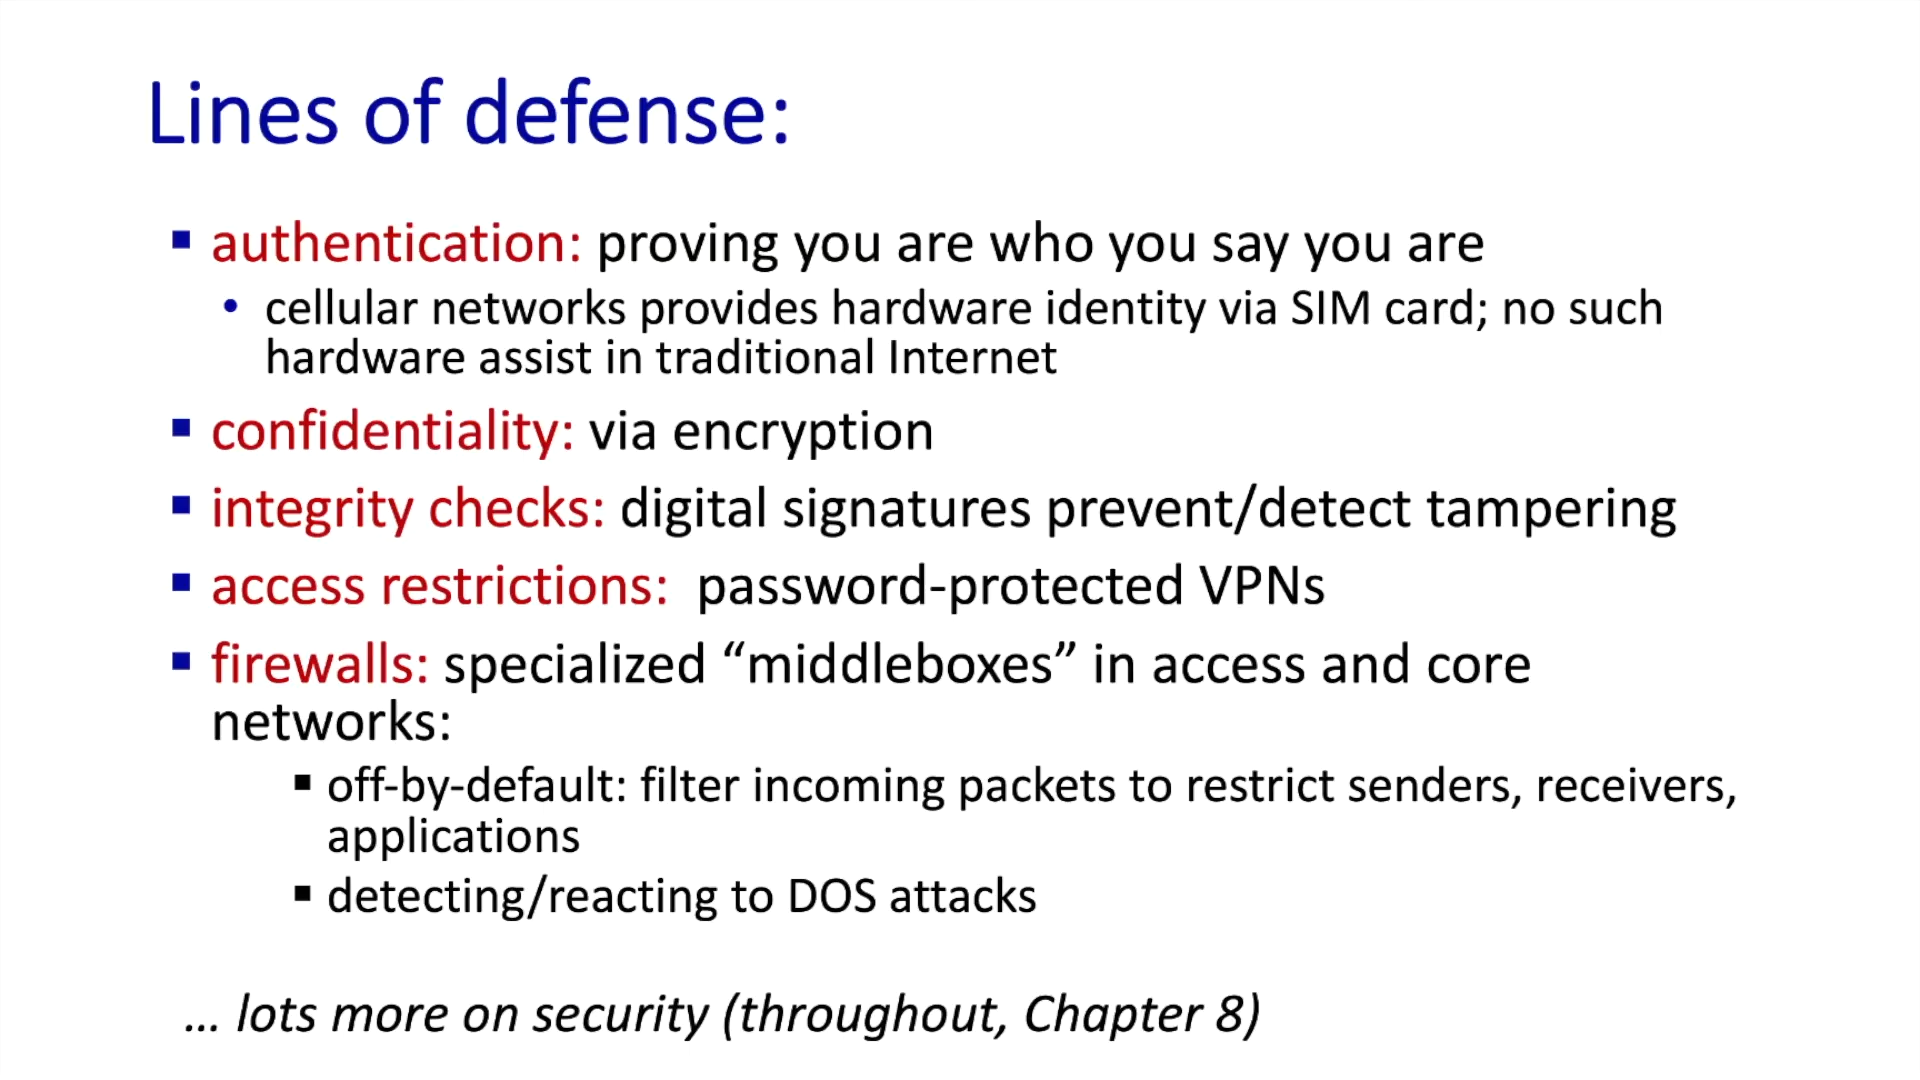 Lines of defense:
▪ authentication: proving you are who you say you are
• cellular networks provides hardware identity via SIM card; no such
hardware assist in traditional Internet
▪ confidentiality: via encryption
▪ integrity checks: digital signatures prevent/detect tampering
▪ access restrictions: password-protected VPNs
▪ firewalls: specialized “middleboxes” in access and core
networks:
▪ off-by-default: filter incoming packets to restrict senders, receivers,
applications
▪ detecting/reacting to DOS attacks
… lots more on security (throughout, Chapter 8)